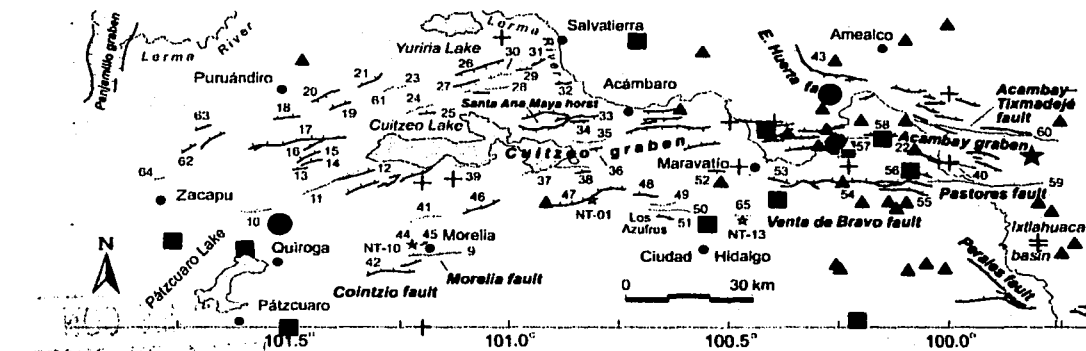 Panjamillo graben
Lerma River
Puruándiro
Yuriria Lake
Lerma River
Salvatierra
Acámbaro
Santa Ana Maya horst
Cuitzeo Lake
Cuitzeo graben
E. Huerta fa
Amealco
Acambay
Tixmadejé
fault
Acambay graben
Pastores fault
Maravatío
Venta de Bravo fault
Ixtlahuaca
basin
Perales fault
Zacapu
Quiroga
Pátzcuaro Lake
Pátzcuaro
N
Morelia
Morelia fault
Cointzio fault
NT-10
NT-01
NT-13
Los
Azufres
Ciudad Hidalgo
0 30 km
63
62
64
18
20
21
19
17
16
15
14
13
12
11
10
61
23
24
25
26
27
28
29
30
31
32
33
34
35
36
37
38
39
40
41
42
43
44
45
46
47
48
49
50
51
52
53
54
55
56
57
58
22
59
60
65
9
101.5°
101.0°
100.5°
100.0°